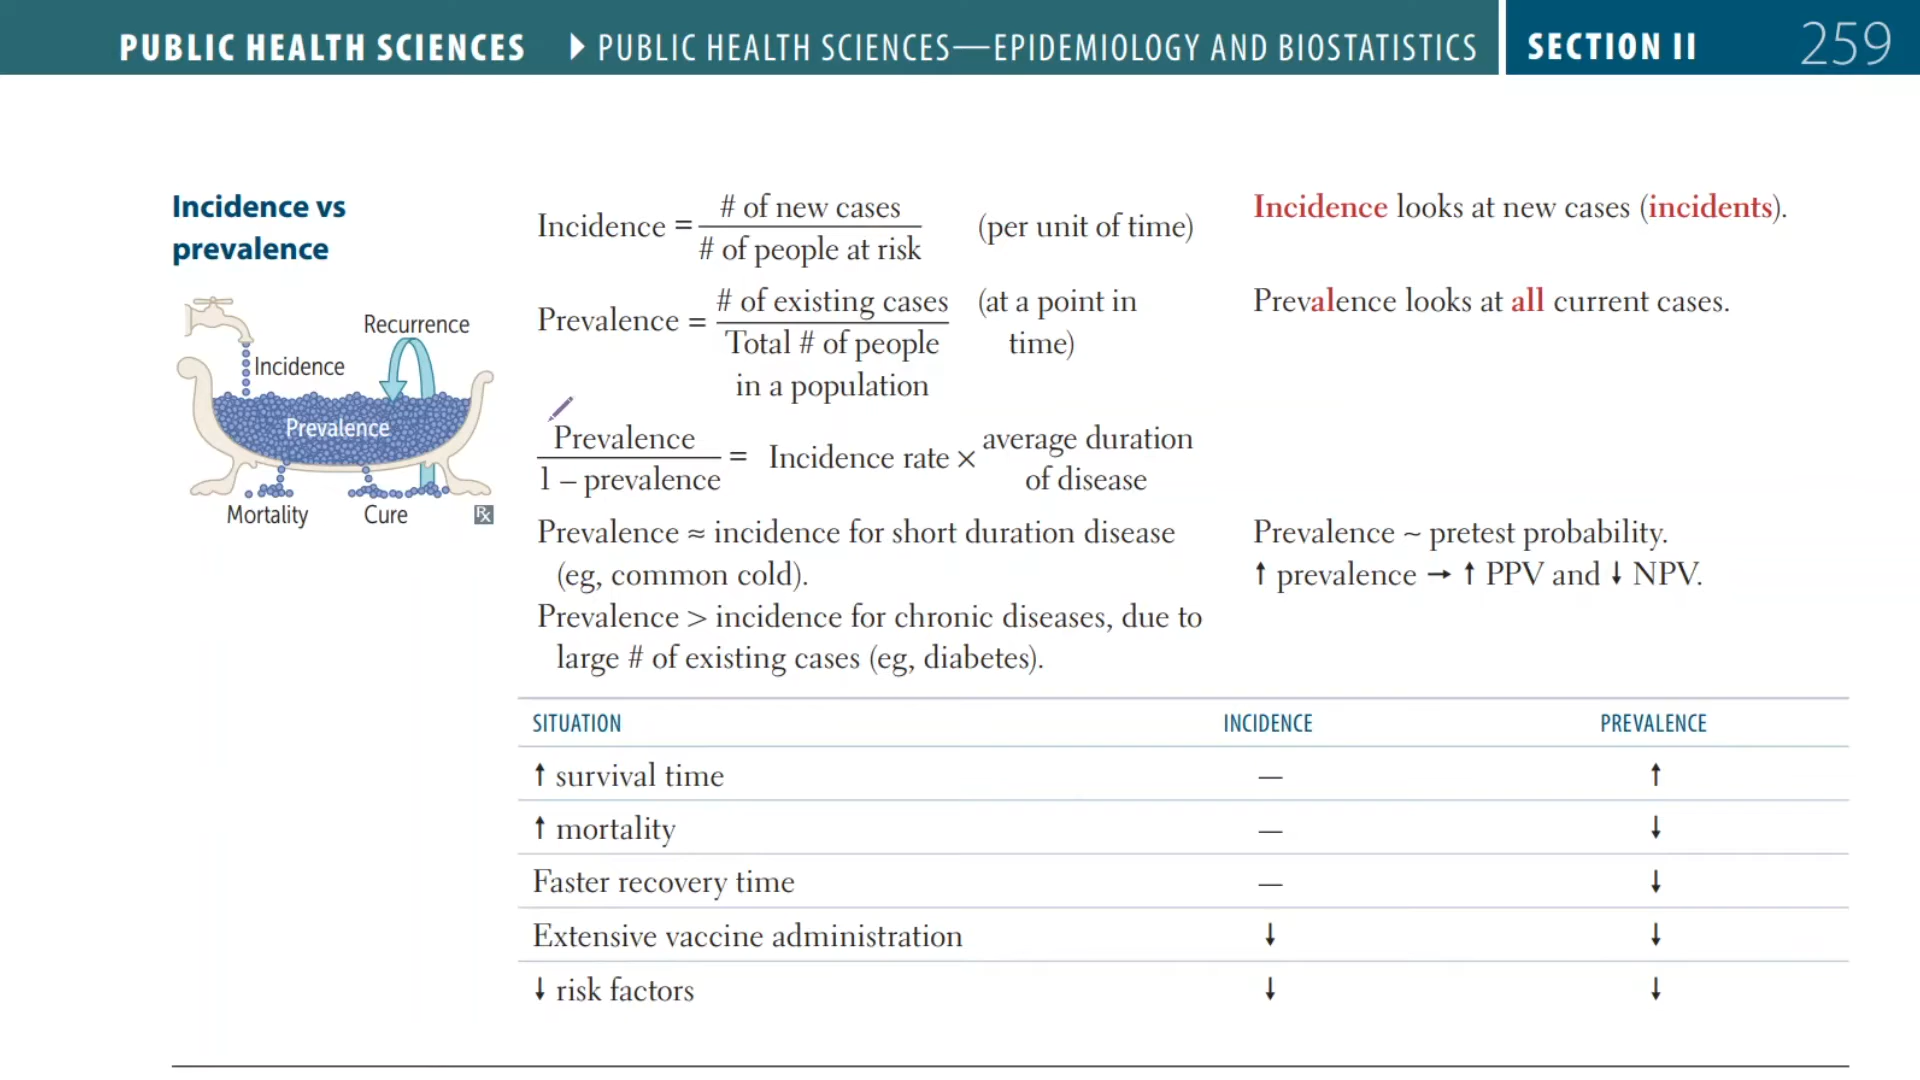 PUBLIC HEALTH SCIENCES ▶ PUBLIC HEALTH SCIENCES—EPIDEMIOLOGY AND BIOSTATISTICS SECTION II 259
Incidence vs
prevalence
Recurrence
Incidence
Prevalence
Mortality Cure ℞
Incidence = # of new cases (per unit of time)
# of people at risk
Prevalence = # of existing cases (at a point in
Total # of people time)
in a population
Prevalence = Incidence rate × average duration
1 – prevalence of disease
Prevalence ≈ incidence for short duration disease
(eg, common cold).
Prevalence > incidence for chronic diseases, due to
large # of existing cases (eg, diabetes).
Incidence looks at new cases (incidents).
Prevalence looks at all current cases.
Prevalence ~ pretest probability.
↑ prevalence → ↑ PPV and ↓ NPV.
SITUATION INCIDENCE PREVALENCE
↑ survival time — ↑
↑ mortality — ↓
Faster recovery time — ↓
Extensive vaccine administration ↓ ↓
↓ risk factors ↓ ↓